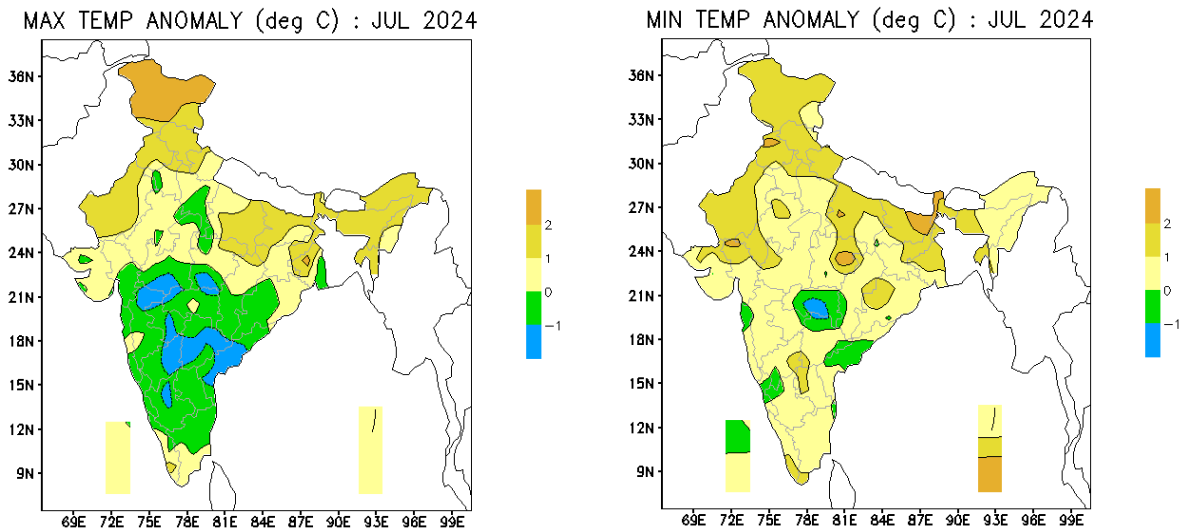 MAX TEMP ANOMALY (deg C) : JUL 2024
36N
33N
30N
27N
24N
21N
18N
15N
12N
9N
69E 72E 75E 78E 81E 84E 87E 90E 93E 96E 99E
2
1
0
−1
MIN TEMP ANOMALY (deg C) : JUL 2024
36N
33N
30N
27N
24N
21N
18N
15N
12N
9N
69E 72E 75E 78E 81E 84E 87E 90E 93E 96E 99E
2
1
0
−1